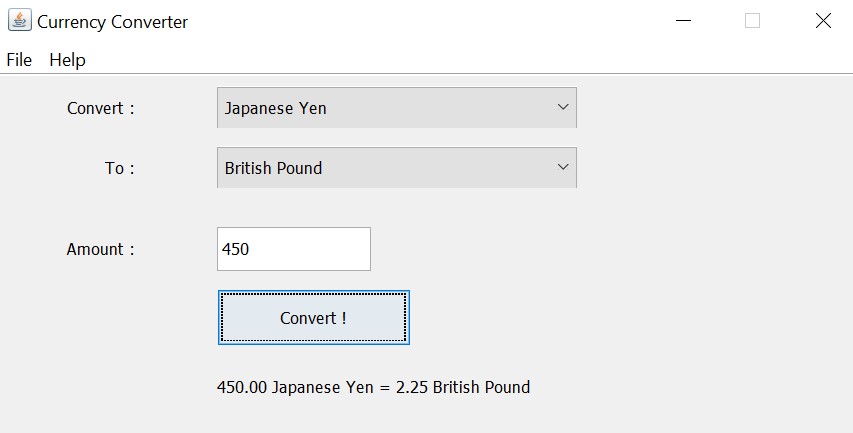 Currency Converter
File Help
Convert : Japanese Yen
To : British Pound
Amount : 450
Convert !
450.00 Japanese Yen = 2.25 British Pound